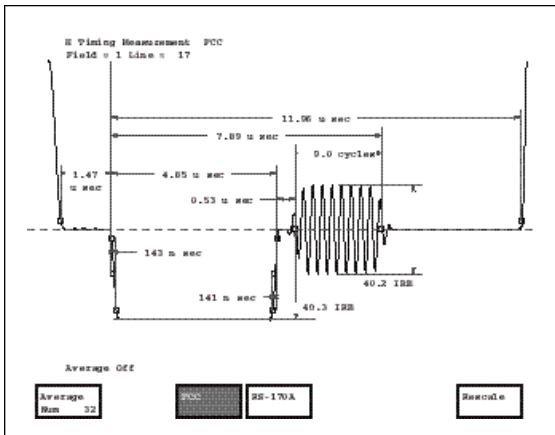 H Timing Measurement FCC
Field = 1 Line = 17
11.96 u sec
7.89 u sec
9.0 cycles
1.47
u sec
4.85 u sec
0.53 u sec
143 n sec
40.2 IRE
141 n sec
40.3 IRE
Average Off
Average
Num 32
FCC
RS-170A
Rescale